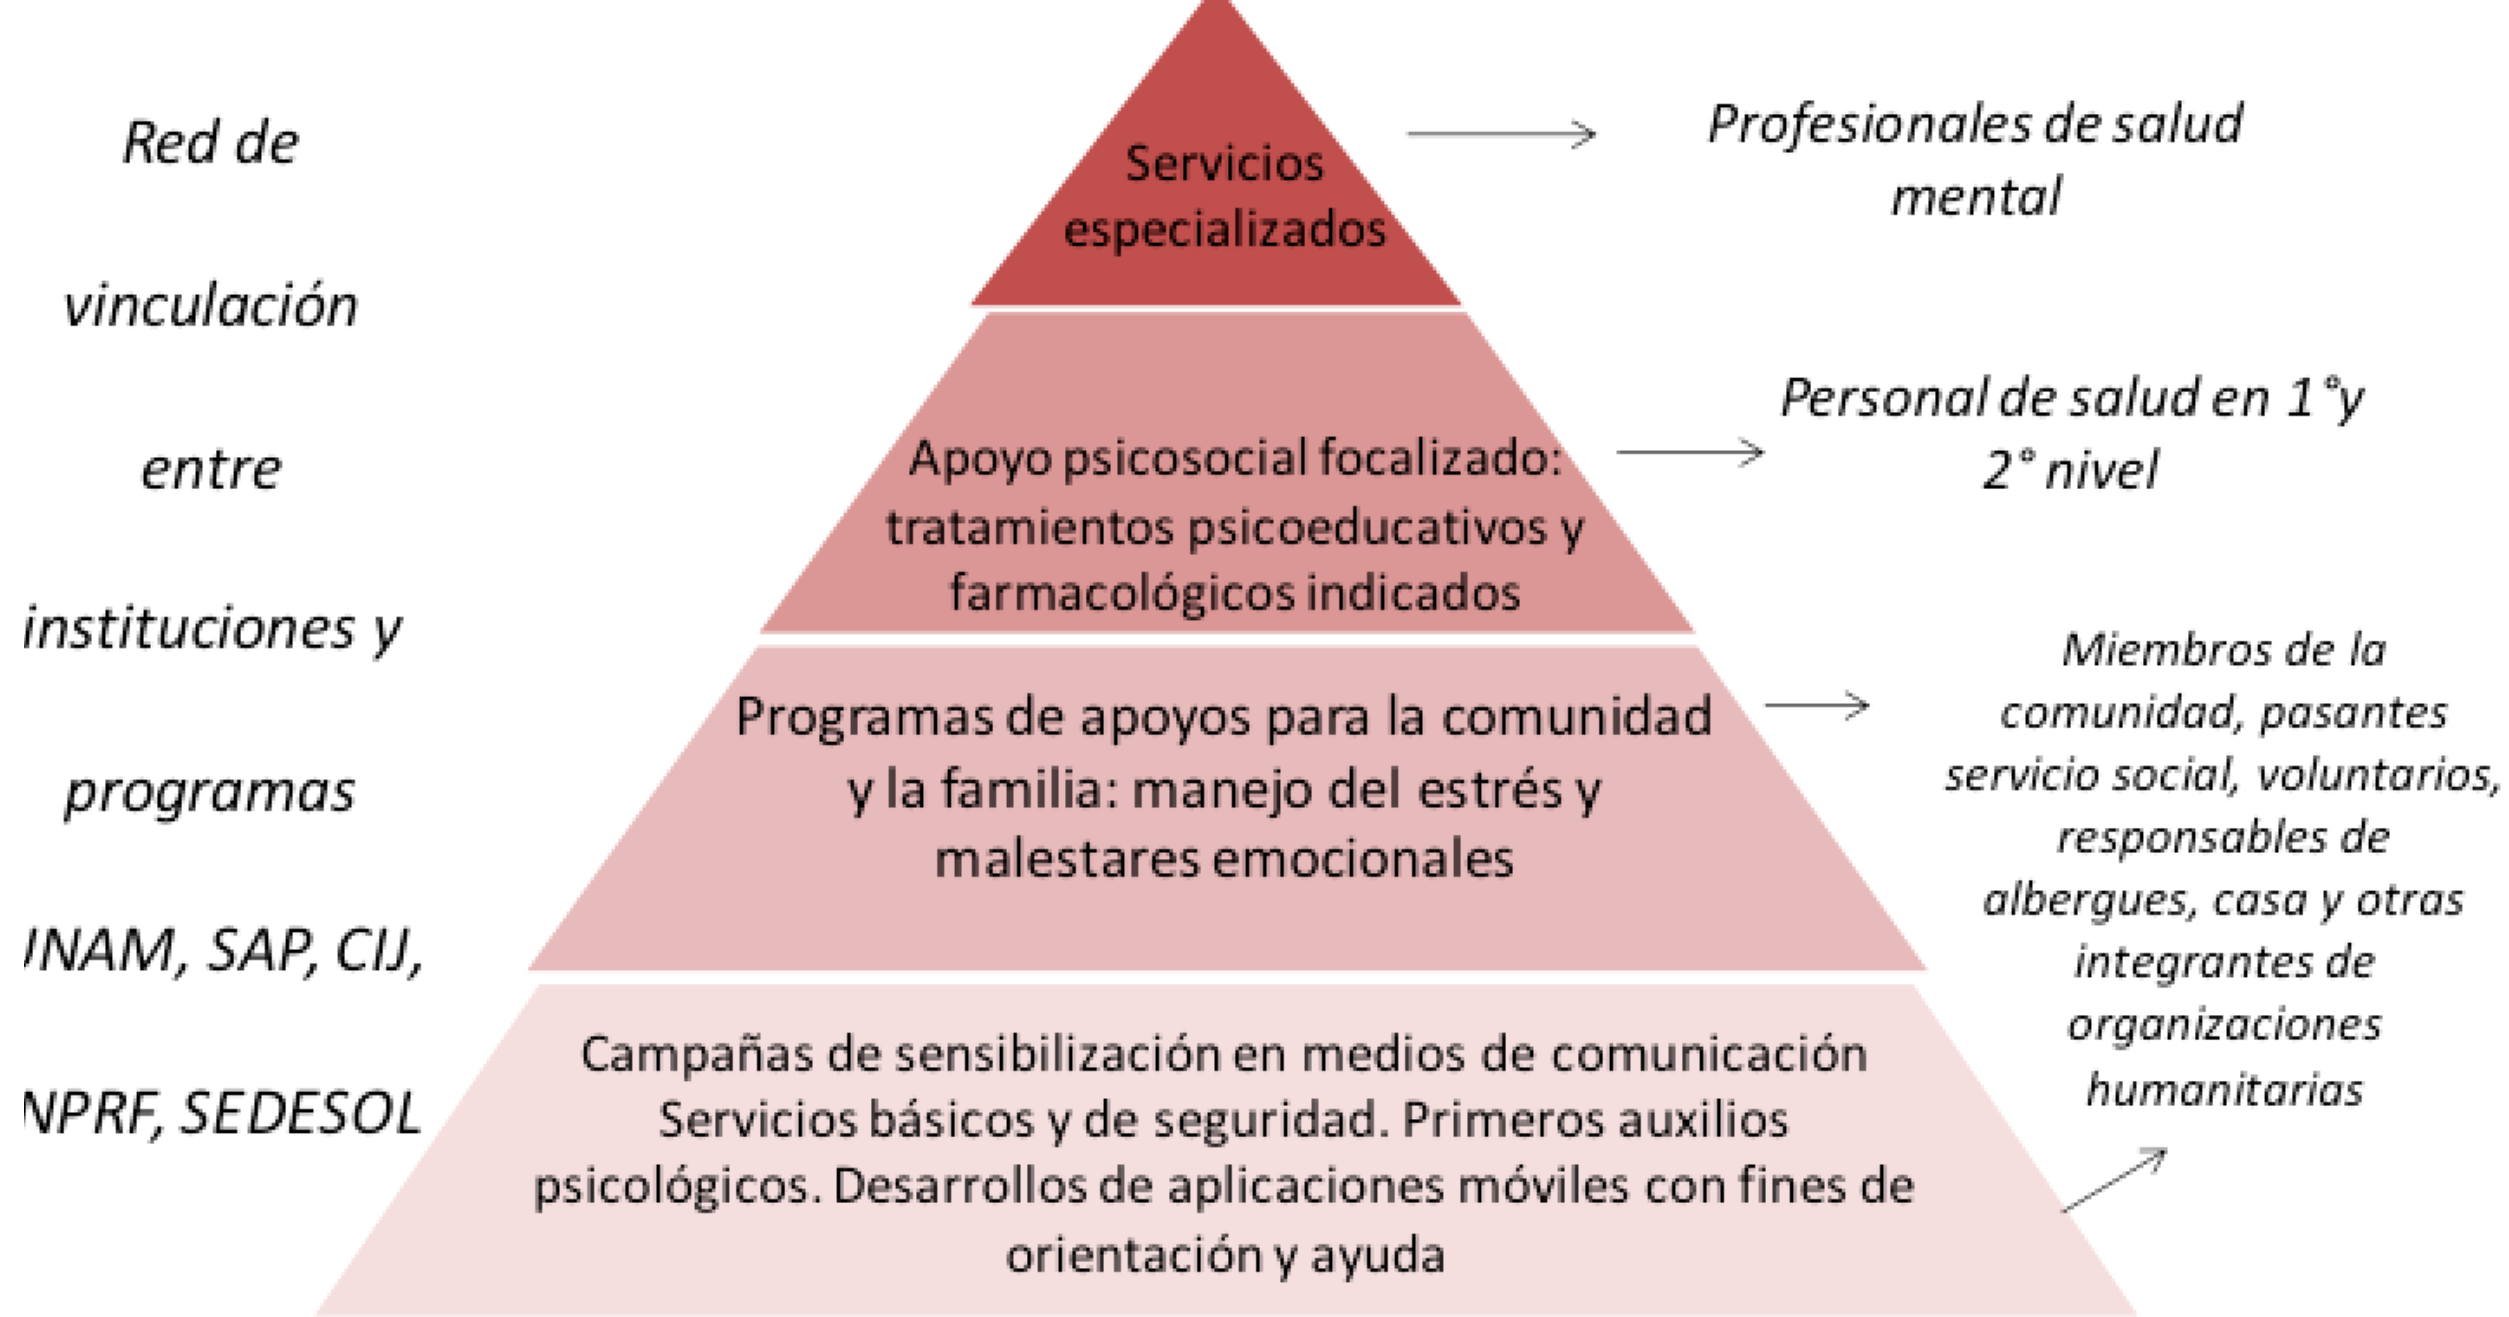 Red de
vinculación
entre
instituciones y
programas
SAP, CIJ,
SEDESOL
Servicios
especializados
Profesionales de salud
mental
Apoyo psicosocial focalizado:
tratamientos psicoeducativos y
farmacológicos indicados
Personal de salud en 1°y
2° nivel
Programas de apoyos para la comunidad
y la familia: manejo del estrés y
malestares emocionales
Miembros de la
comunidad, pasantes
servicio social, voluntarios,
responsables de
albergues, casa y otras
integrantes de
organizaciones
humanitarias
Campañas de sensibilización en medios de comunicación
Servicios básicos y de seguridad. Primeros auxilios
psicológicos. Desarrollos de aplicaciones móviles con fines de
orientación y ayuda